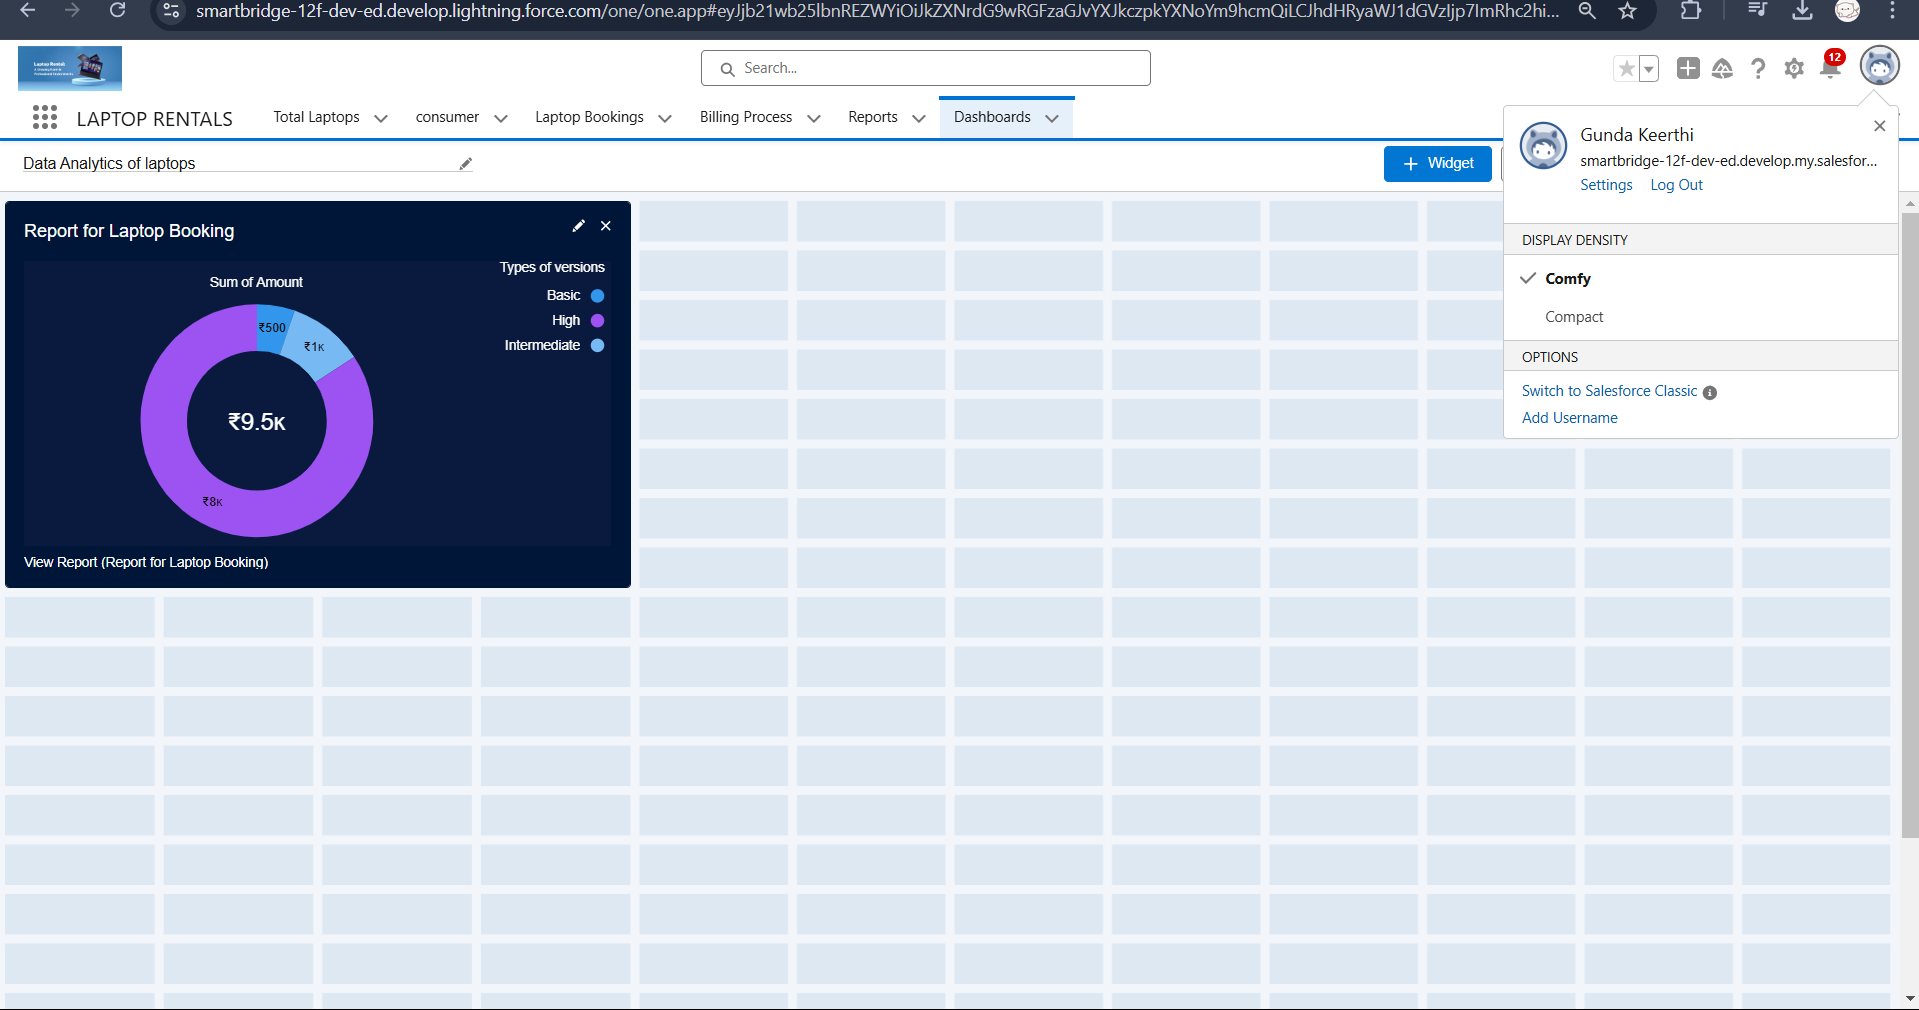 smartbridge-12f-dev-ed.develop.lightning.force.com/one/one.app#eyJjb21wb25lbnREZWYiOiJkZXNrdG9wRGFzaGJvYXJkczpkYXNoYm9hcmQiLCJhdHRyaWJ1dGVzIjp7ImRhc2hi...
Laptop Rentals
Search...
12
LAPTOP RENTALS
Total Laptops
consumer
Laptop Bookings
Billing Process
Reports
Dashboards
Data Analytics of laptops
+ Widget
Gunda Keerthi
smartbridge-12f-dev-ed.develop.my.salesfor...
Settings Log Out
DISPLAY DENSITY
Comfy
Compact
OPTIONS
Switch to Salesforce Classic
Add Username
Report for Laptop Booking
Sum of Amount
Types of versions
Basic
High
Intermediate
₹500
₹1K
₹9.5K
₹8K
View Report (Report for Laptop Booking)